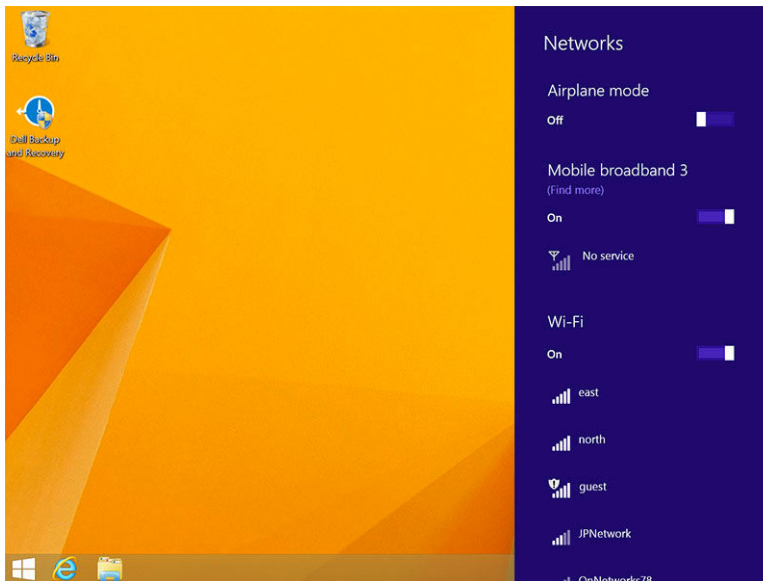 Recycle Bin
Dell Backup
and Recovery
Networks
Airplane mode
Off
Mobile broadband 3
(Find more)
On
No service
Wi-Fi
On
east
north
guest
JPNetwork
OnNetworks78